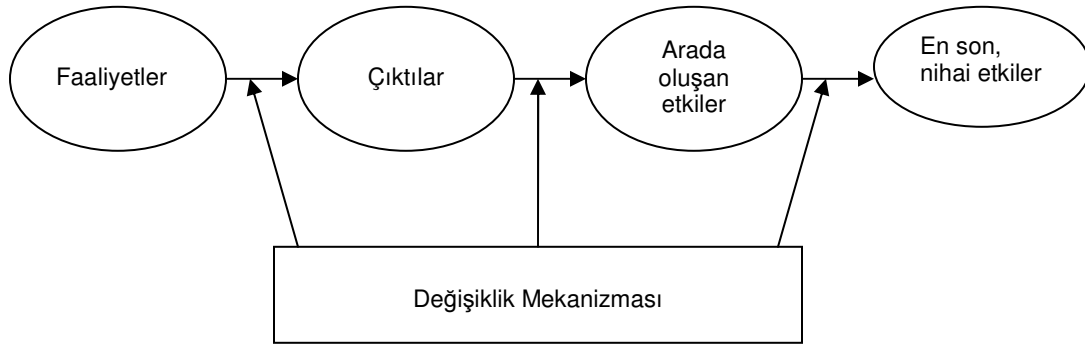 Faaliyetler
Çıktılar
Arada
oluşan
etkiler
En son,
nihai etkiler
Değişiklik Mekanizması